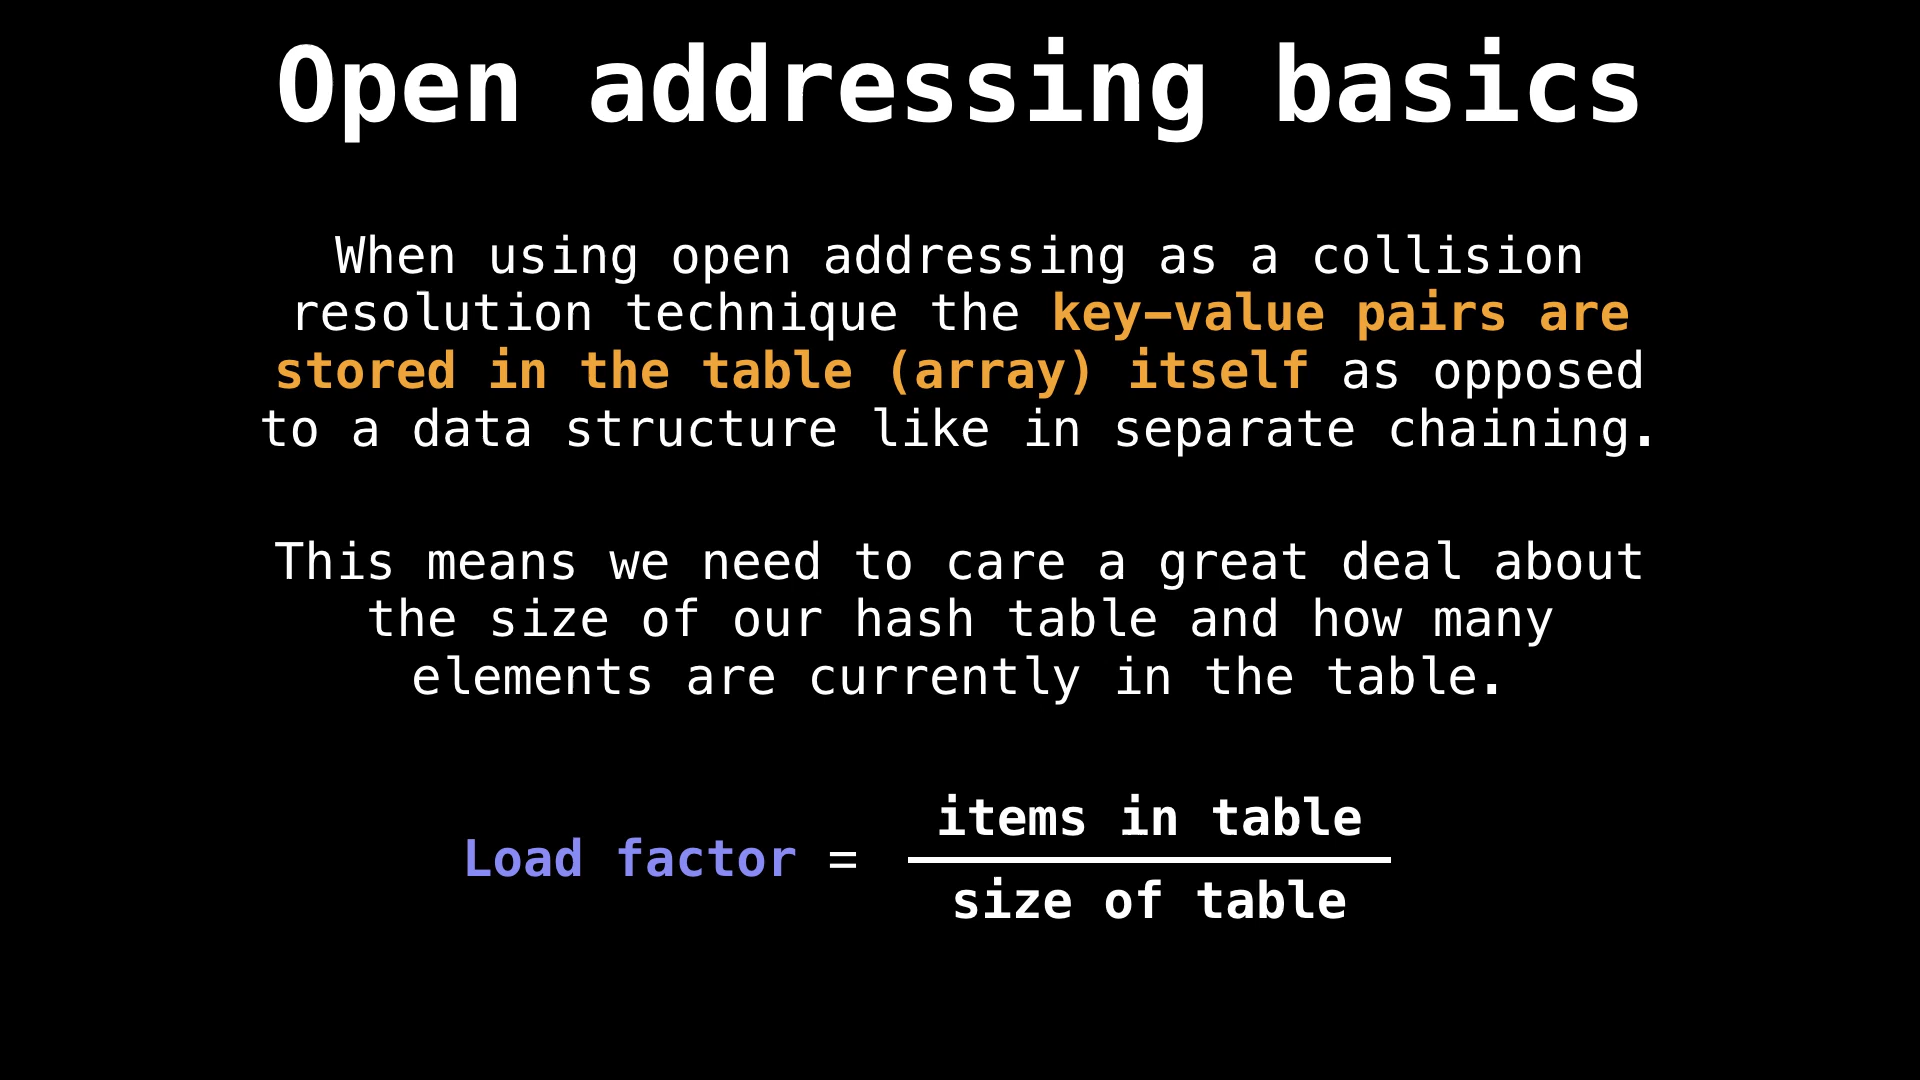 Open addressing basics
When using open addressing as a collision
resolution technique the key-value pairs are
stored in the table (array) itself as opposed
to a data structure like in separate chaining.
This means we need to care a great deal about
the size of our hash table and how many
elements are currently in the table.
items in table
Load factor =
size of table